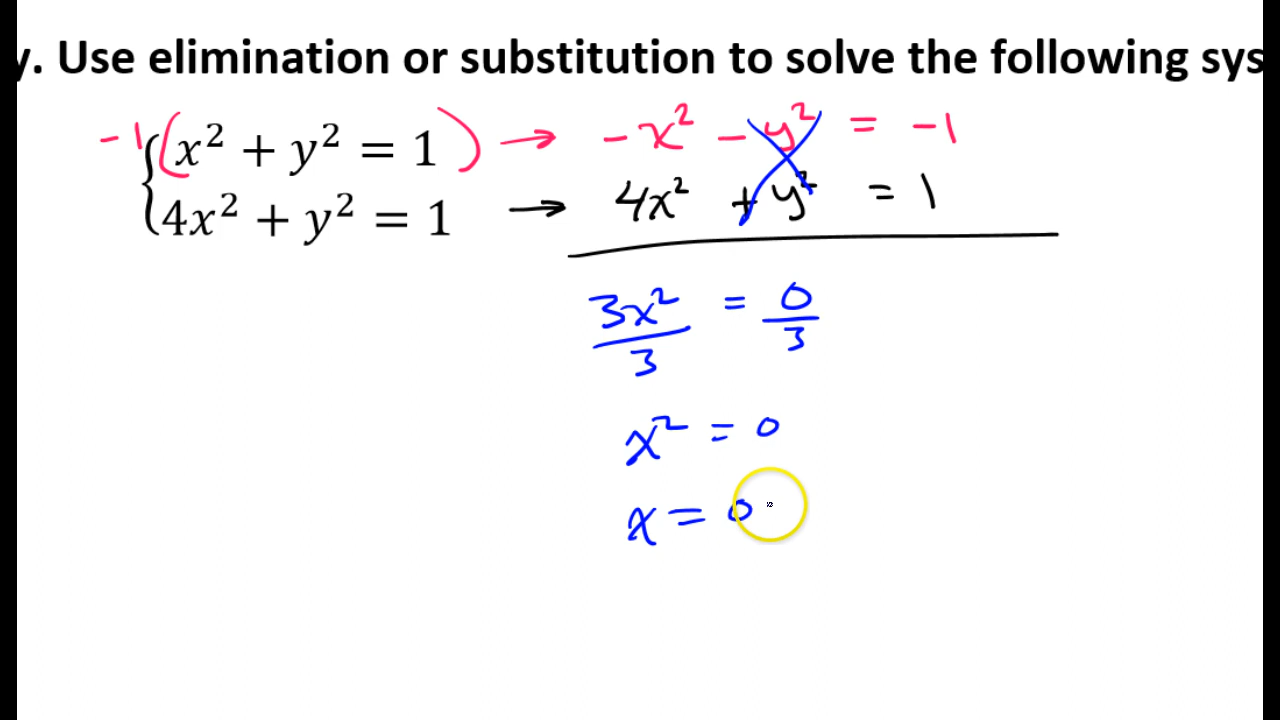 y. Use elimination or substitution to solve the following sys
-1(x² + y² = 1) → -x² - y² = -1
4x² + y² = 1 → 4x² + y² = 1
3x²/3 = 0/3
x² = 0
x = 0